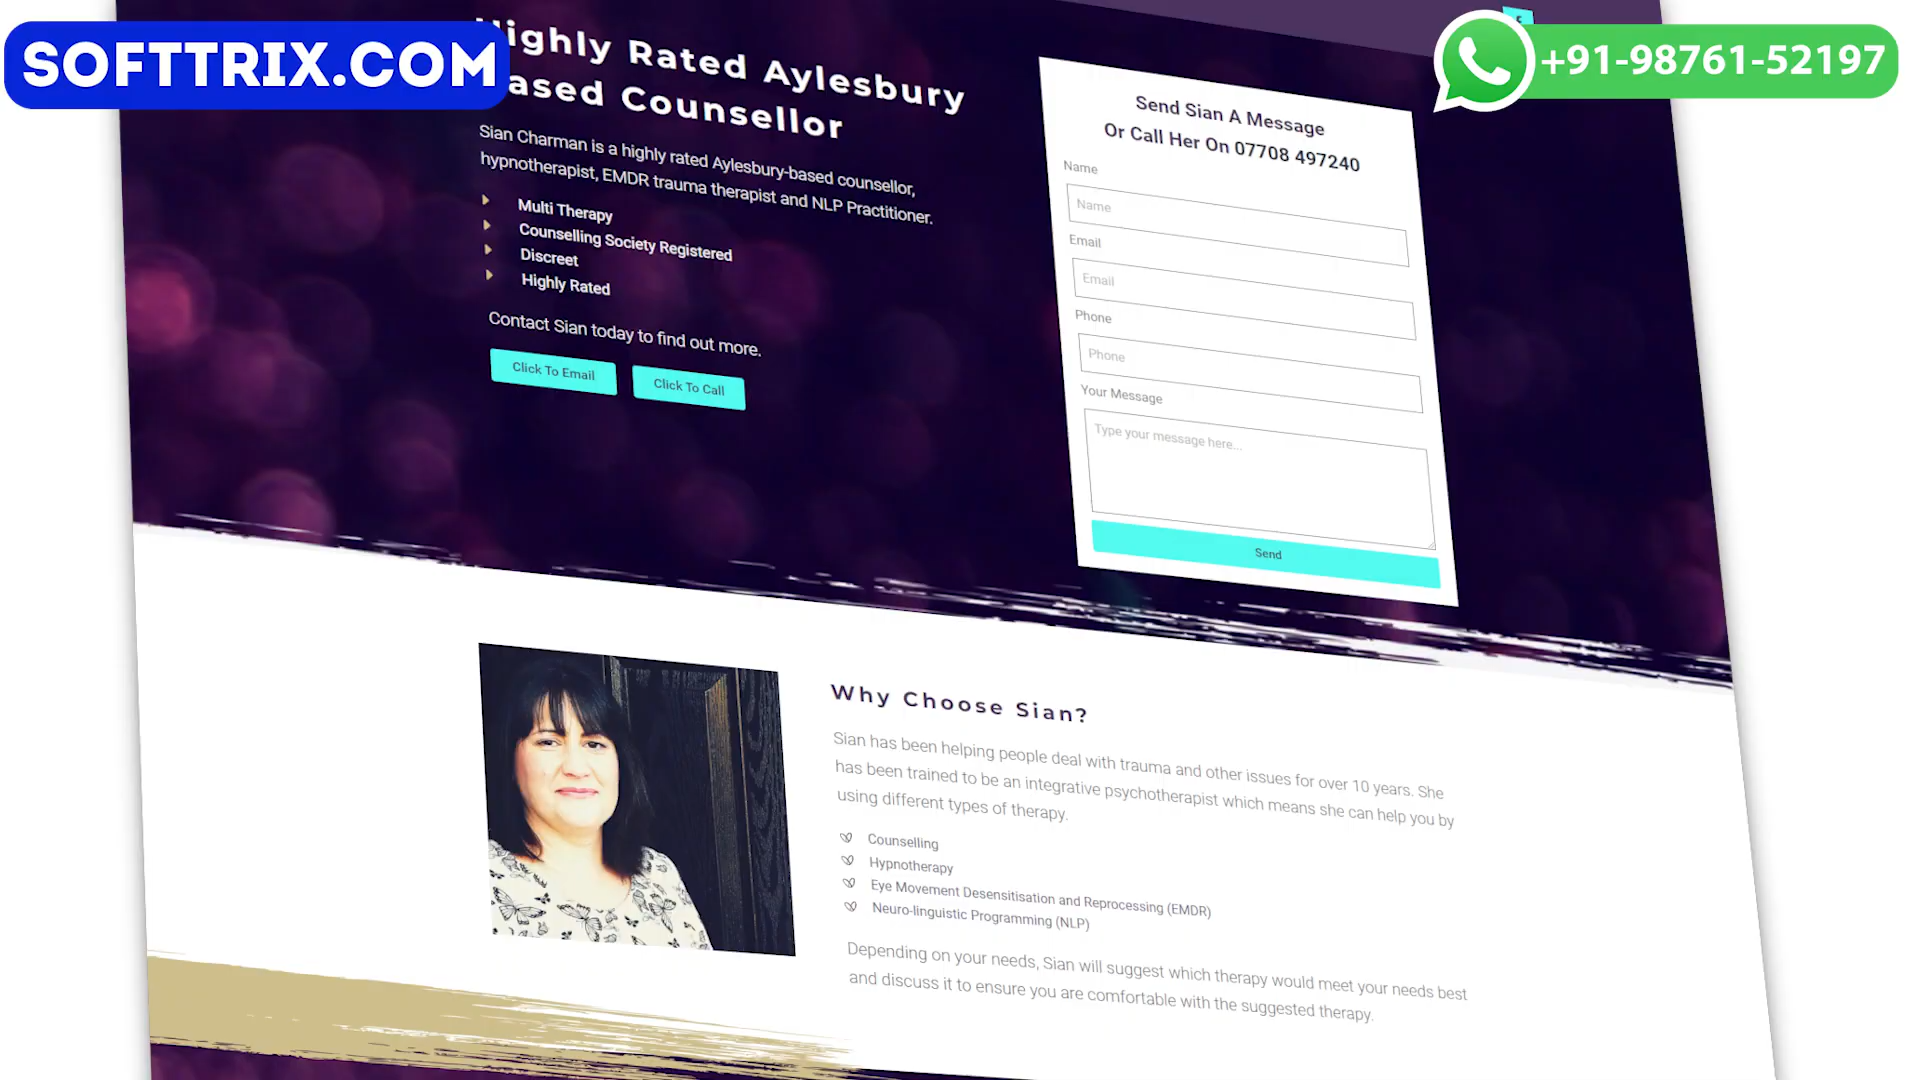 SOFTTRIX.COM
+91-98761-52197
Highly Rated Aylesbury
Based Counsellor
Sian Charman is a highly rated Aylesbury-based counsellor,
hypnotherapist, EMDR trauma therapist and NLP Practitioner.
Multi Therapy
Counselling Society Registered
Discreet
Highly Rated
Contact Sian today to find out more.
Click To Email
Click To Call
Send Sian A Message
Or Call Her On 07708 497240
Name
Name
Email
Email
Phone
Phone
Your Message
Type your message here...
Send
Why Choose Sian?
Sian has been helping people deal with trauma and other issues for over 10 years. She
has been trained to be an integrative psychotherapist which means she can help you by
using different types of therapy.
Counselling
Hypnotherapy
Eye Movement Desensitisation and Reprocessing (EMDR)
Neuro-linguistic Programming (NLP)
Depending on your needs, Sian will suggest which therapy would meet your needs best
and discuss it to ensure you are comfortable with the suggested therapy.